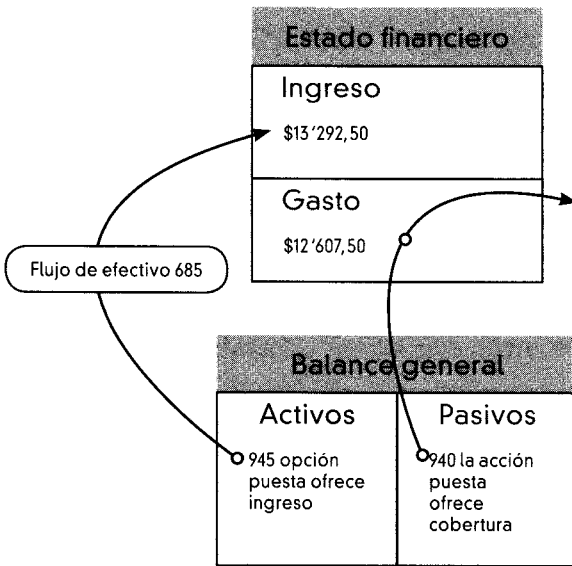 Estado financiero
Ingreso
$13'292,50
Gasto
$12'607,50
Flujo de efectivo 685
Balance general
Activos
945 opción
puesta ofrece
ingreso
Pasivos
940 la acción
puesta
ofrece
cobertura